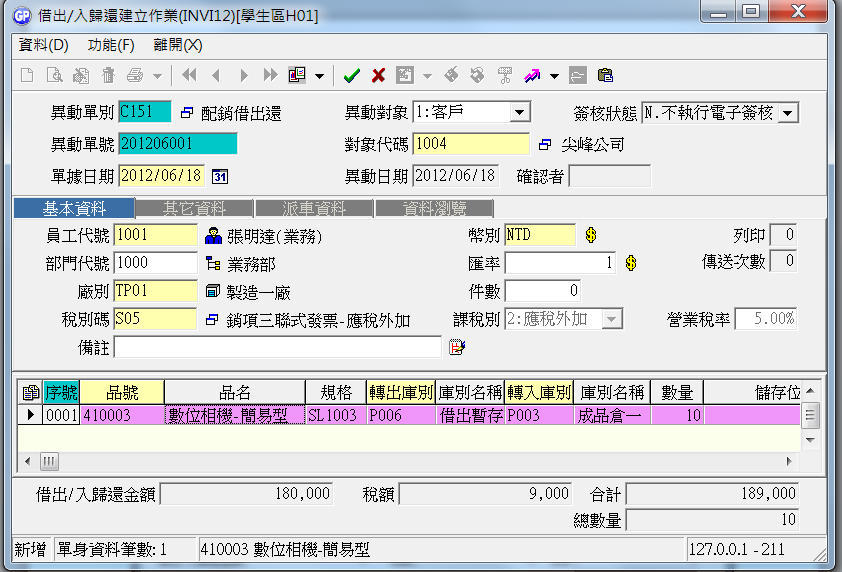 GP 借出/入歸還建立作業(INVI12)[學生區H01]
資料(D) 功能(F) 離開(X)
異動單別 C151 配銷借出還 異動對象 1:客戶 簽核狀態 N.不執行電子簽核
異動單號 201206001 對象代碼 1004 尖峰公司
單據日期 2012/06/18 31 異動日期 2012/06/18 確認者
基本資料 其它資料 派車資料 資料瀏覽
員工代號 1001 張明達(業務) 幣別 NTD 列印 0
部門代號 1000 業務部 匯率 1 傳送次數 0
廠別 TP01 製造一廠 件數 0
稅別碼 S05 銷項三聯式發票-應稅外加 課稅別 2:應稅外加 營業稅率 5.00%
備註
序號 品號 品名 規格 轉出庫別 庫別名稱 轉入庫別 庫別名稱 數量 儲存位
0001 410003 數位相機-簡易型 SL1003 P006 借出暫存 P003 成品倉一 10
借出/入歸還金額 180,000 稅額 9,000 合計 189,000
總數量 10
新增 單身資料筆數: 1 410003 數位相機-簡易型 127.0.0.1 - 211